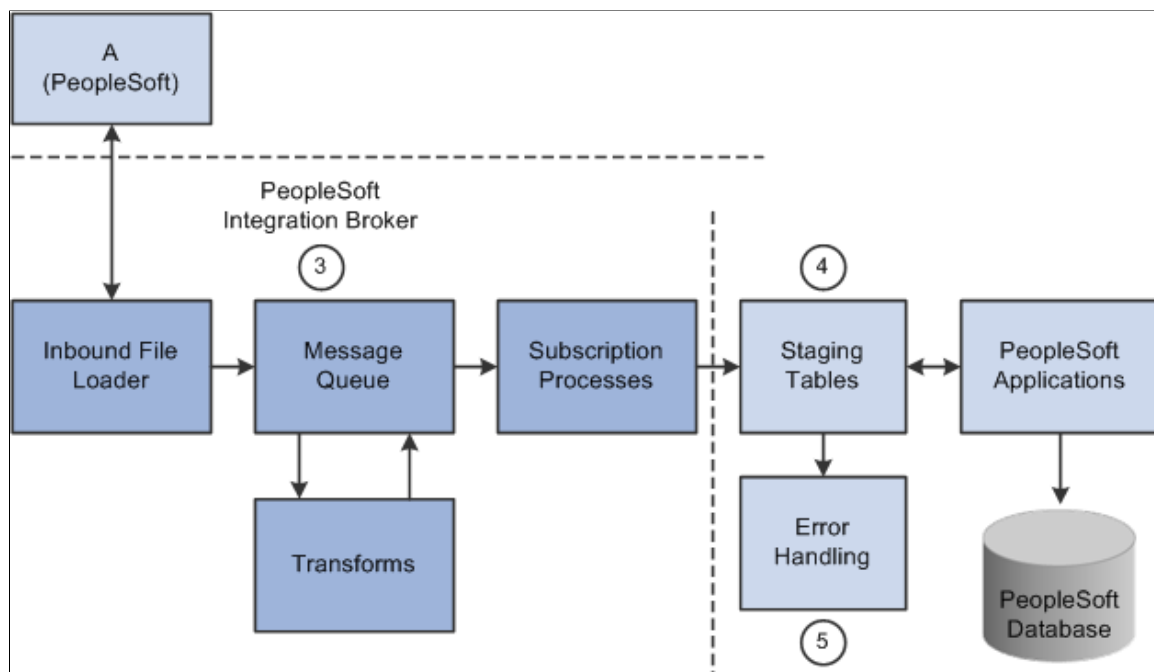 A
(PeopleSoft)
PeopleSoft
Integration Broker
3
4
Inbound File
Loader
Message
Queue
Subscription
Processes
Staging
Tables
PeopleSoft
Applications
Transforms
Error
Handling
5
PeopleSoft
Database